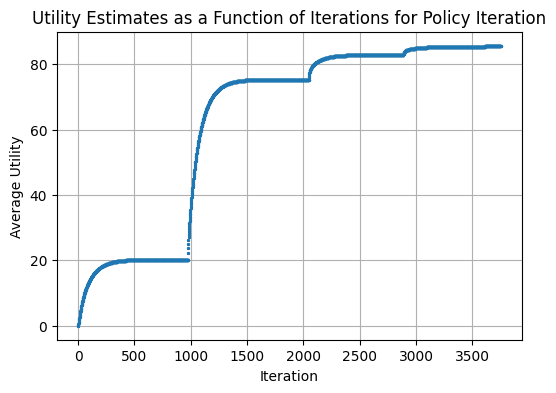 Utility Estimates as a Function of Iterations for Policy Iteration
Average Utility
80
60
40
20
0
0 500 1000 1500 2000 2500 3000 3500
Iteration